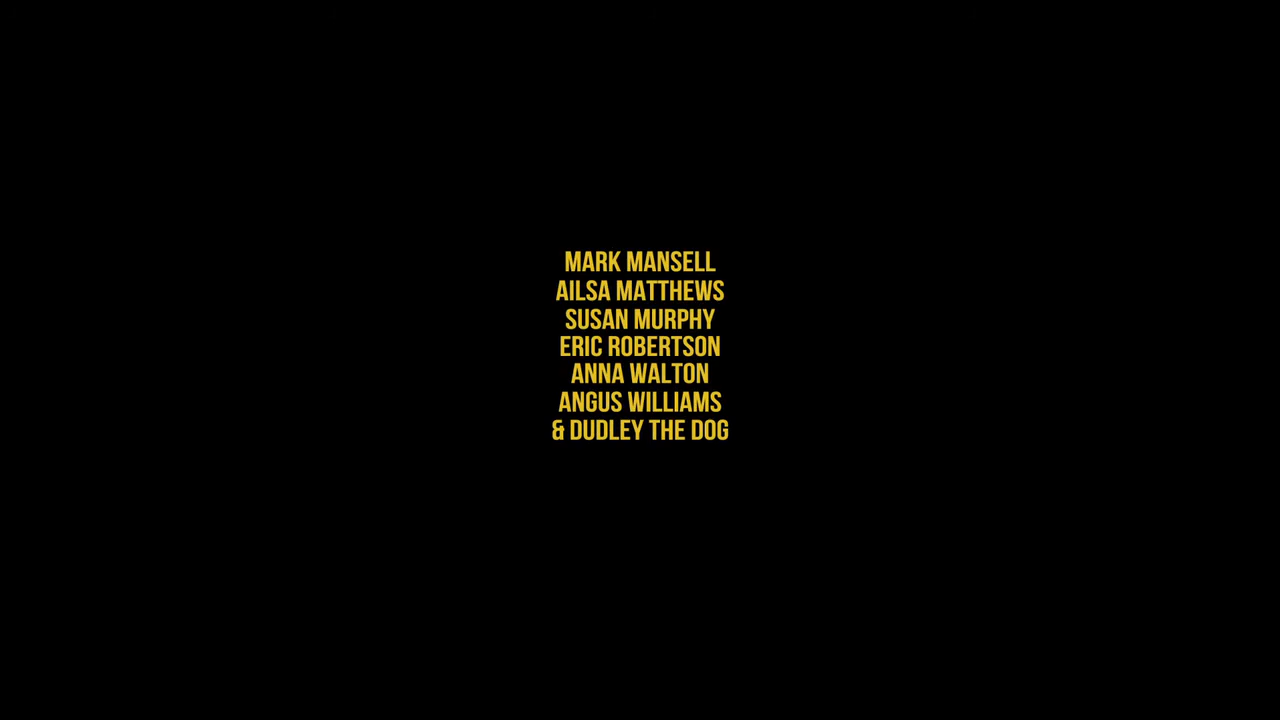 MARK MANSELL
AILSA MATTHEWS
SUSAN MURPHY
ERIC ROBERTSON
ANNA WALTON
ANGUS WILLIAMS
& DUDLEY THE DOG